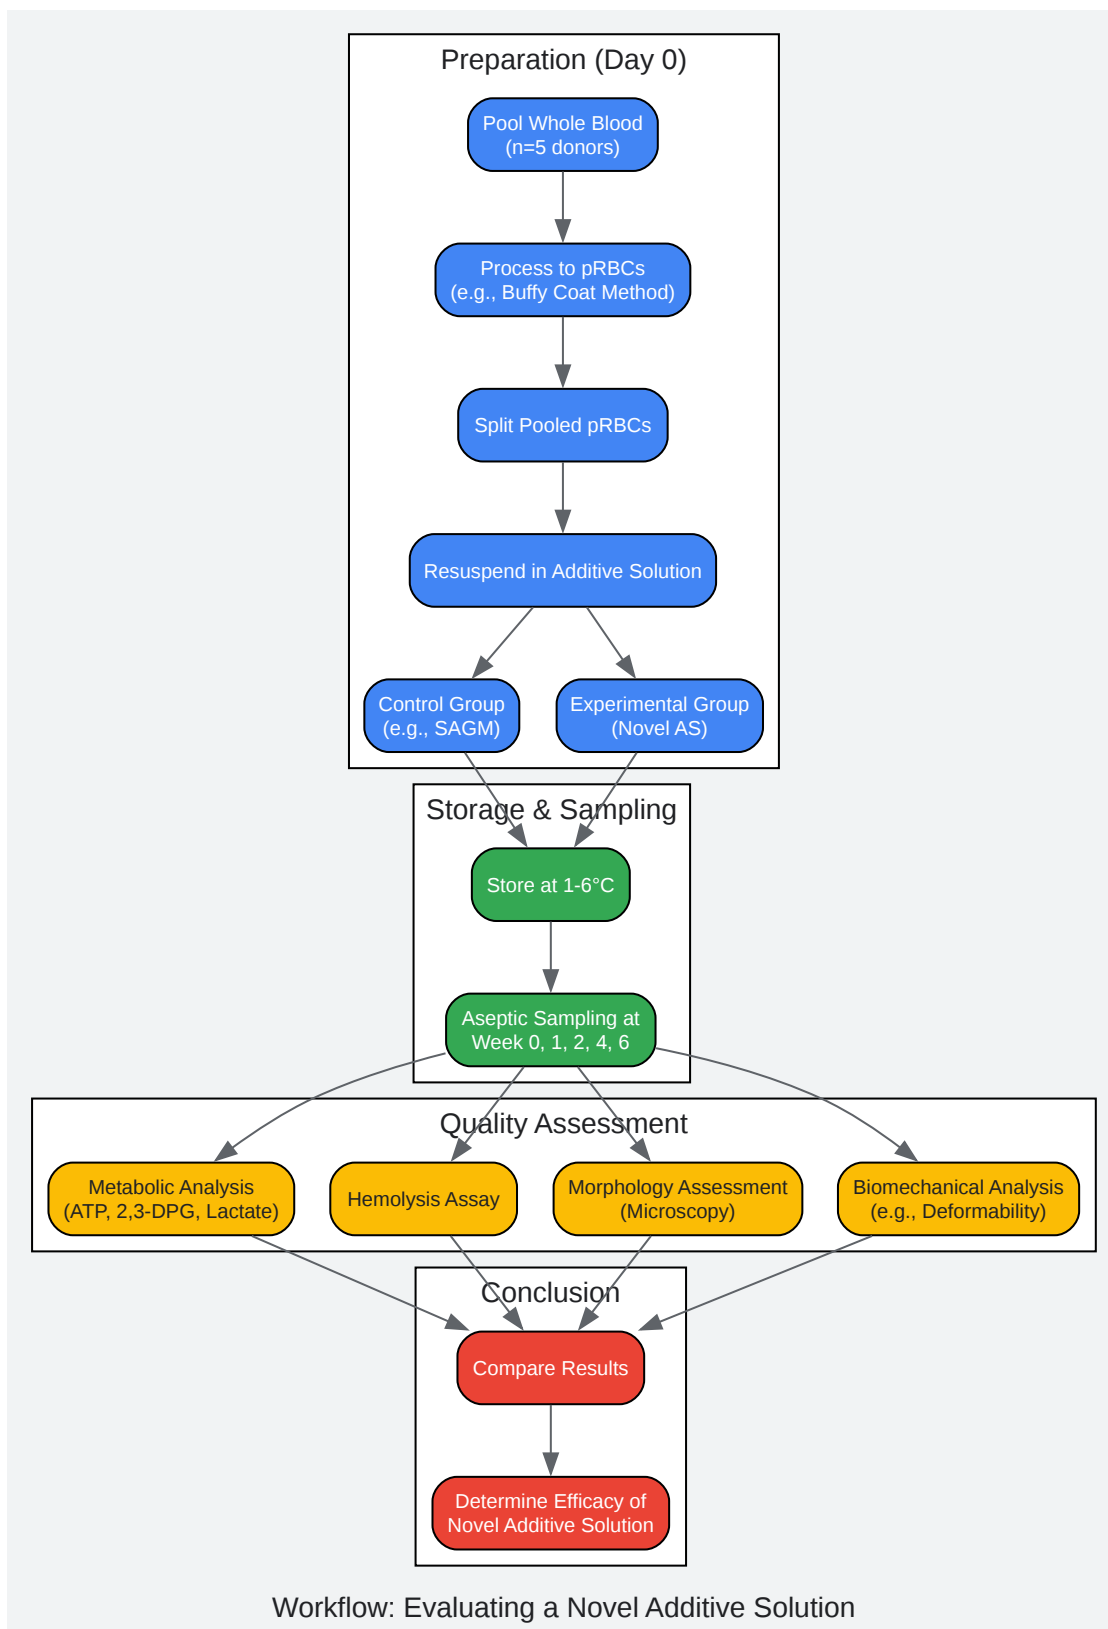 Preparation (Day 0)
Pool Whole Blood
(n=5 donors)
Process to pRBCs
(e.g., Buffy Coat Method)
Split Pooled pRBCs
Resuspend in Additive Solution
Control Group
(e.g., SAGM)
Experimental Group
(Novel AS)
Storage & Sampling
Store at 1-6°C
Aseptic Sampling at
Week 0, 1, 2, 4, 6
Quality Assessment
Metabolic Analysis
(ATP, 2,3-DPG, Lactate)
Hemolysis Assay
Morphology Assessment
(Microscopy)
Biomechanical Analysis
(e.g., Deformability)
Conclusion
Compare Results
Determine Efficacy of
Novel Additive Solution
Workflow: Evaluating a Novel Additive Solution